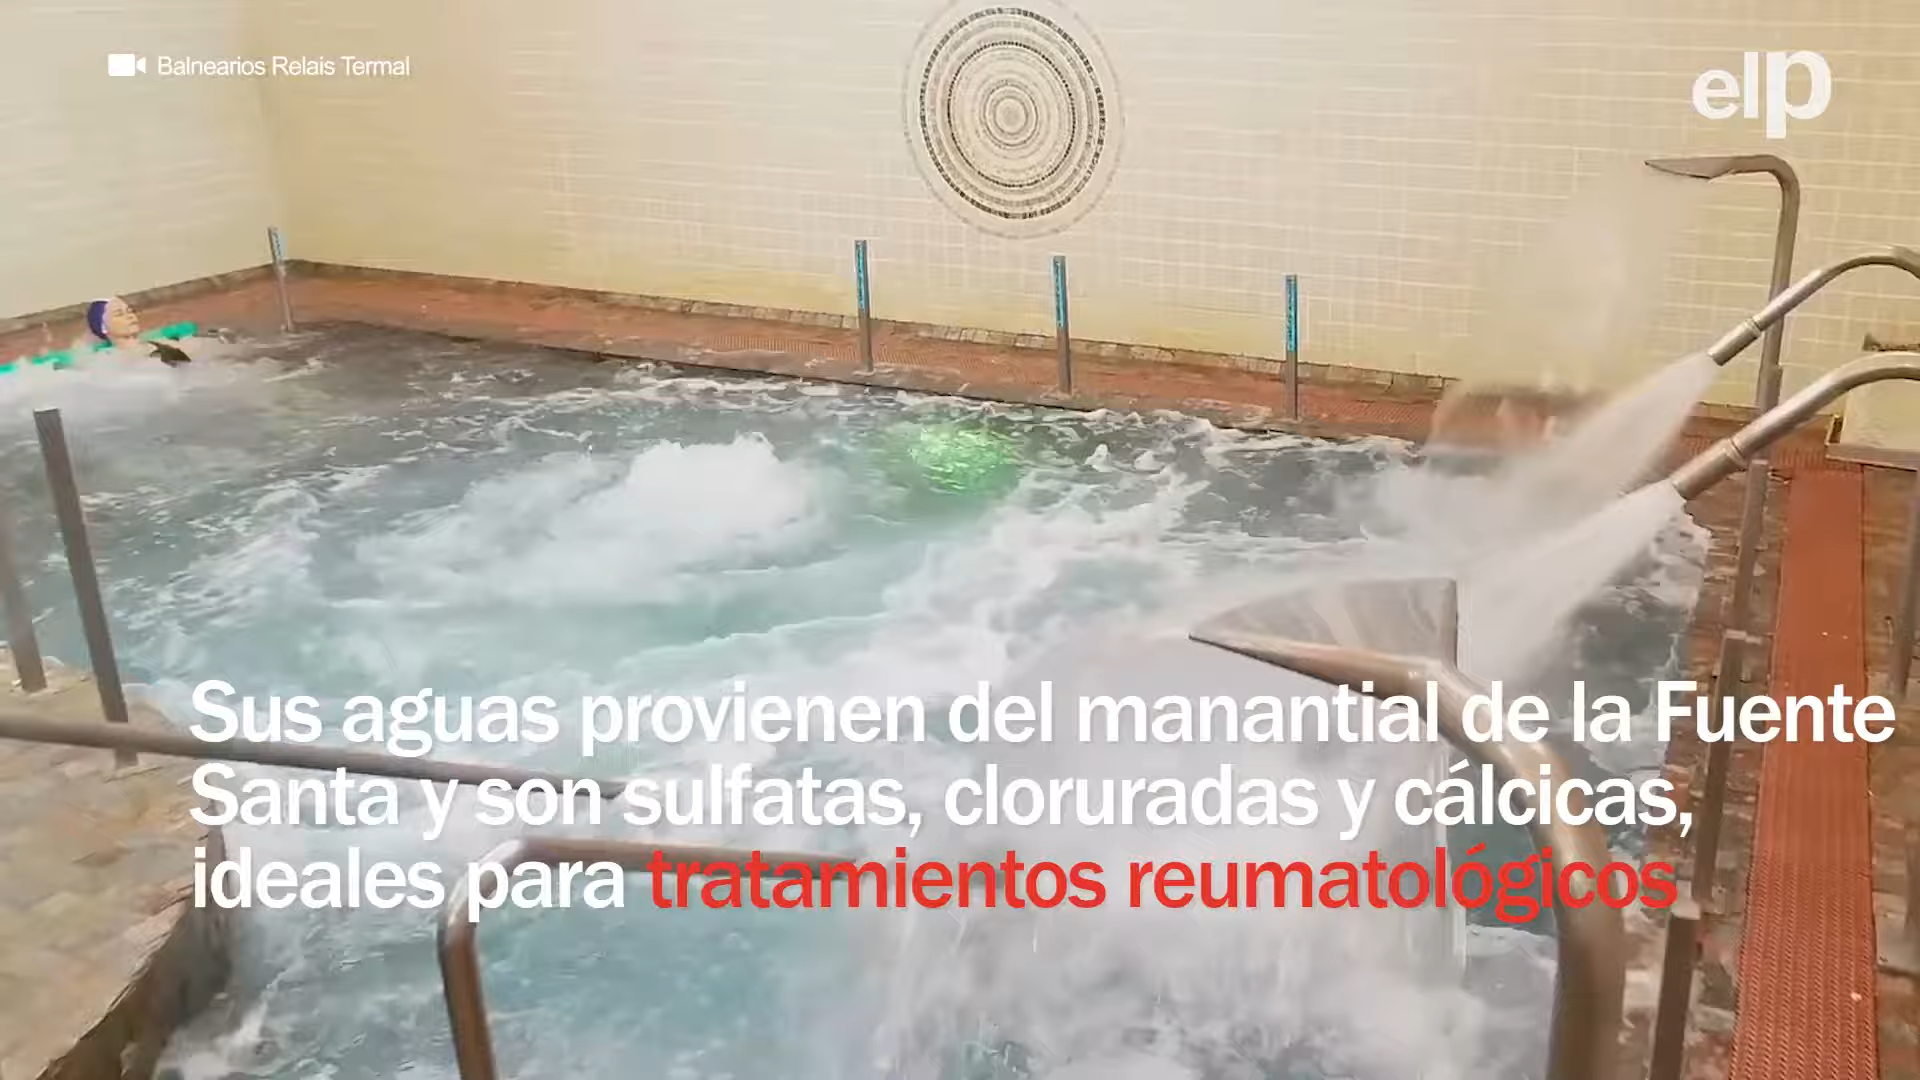 Balnearios Relais Termal
elp
Sus aguas provienen del manantial de la Fuente
Santa y son sulfatas, cloruradas y cálcicas,
ideales para tratamientos reumatológicos